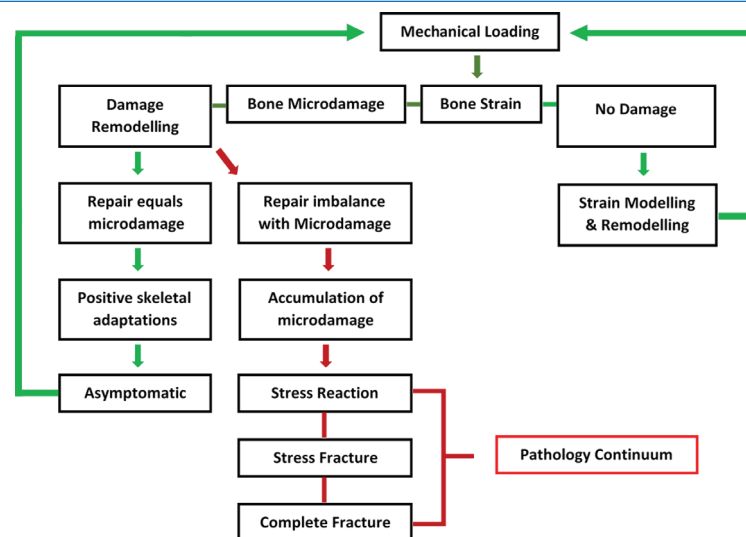 Mechanical Loading
Damage
Remodelling
Bone Microdamage
Bone Strain
No Damage
Repair equals
microdamage
Repair imbalance
with Microdamage
Strain Modelling
& Remodelling
Positive skeletal
adaptations
Accumulation of
microdamage
Asymptomatic
Stress Reaction
Stress Fracture
Pathology Continuum
Complete Fracture